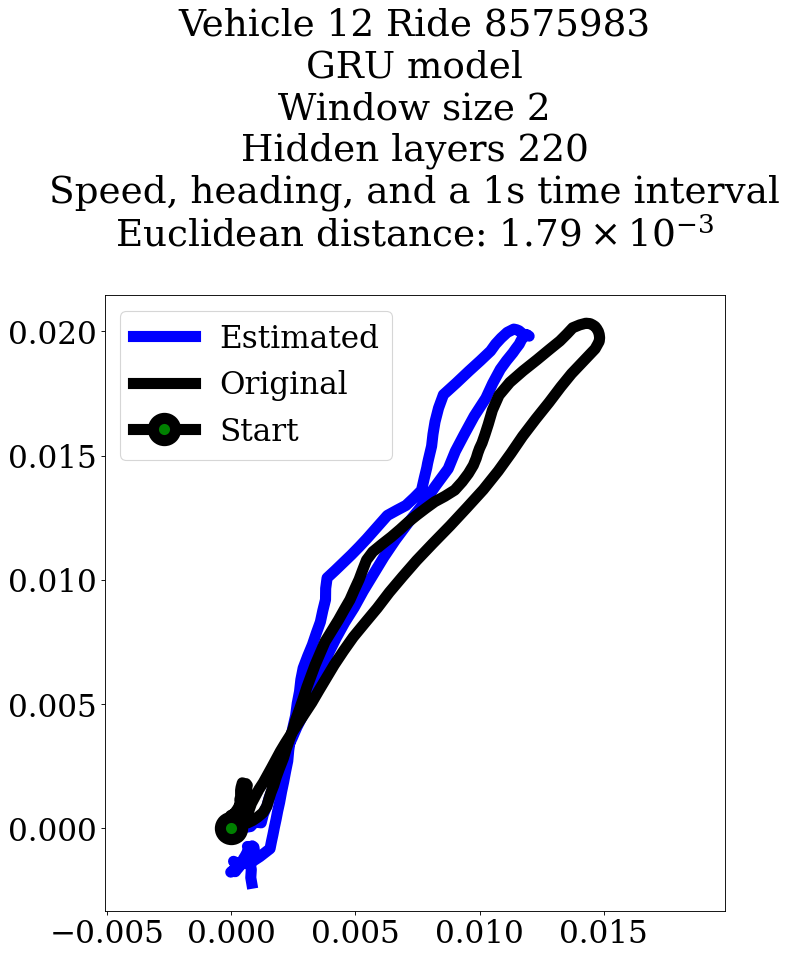 Vehicle 12 Ride 8575983
GRU model
Window size 2
Hidden layers 220
Speed, heading, and a 1s time interval
Euclidean distance: 1.79 × 10⁻³
Estimated
Original
Start
0.020
0.015
0.010
0.005
0.000
−0.005 0.000 0.005 0.010 0.015